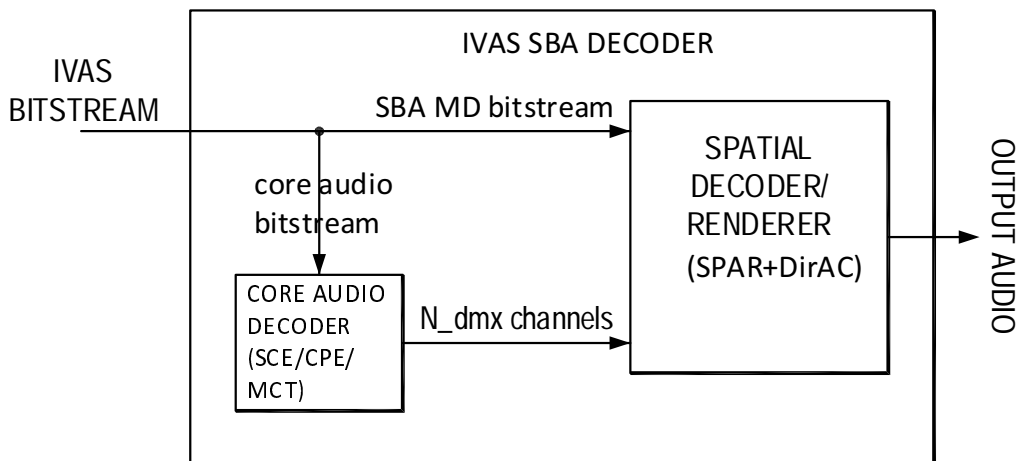 IVAS SBA DECODER
IVAS
BITSTREAM
SBA MD bitstream
core audio
bitstream
SPATIAL
DECODER/
RENDERER
(SPAR+DirAC)
OUTPUT AUDIO
CORE AUDIO
DECODER
(SCE/CPE/
MCT)
N_dmx channels